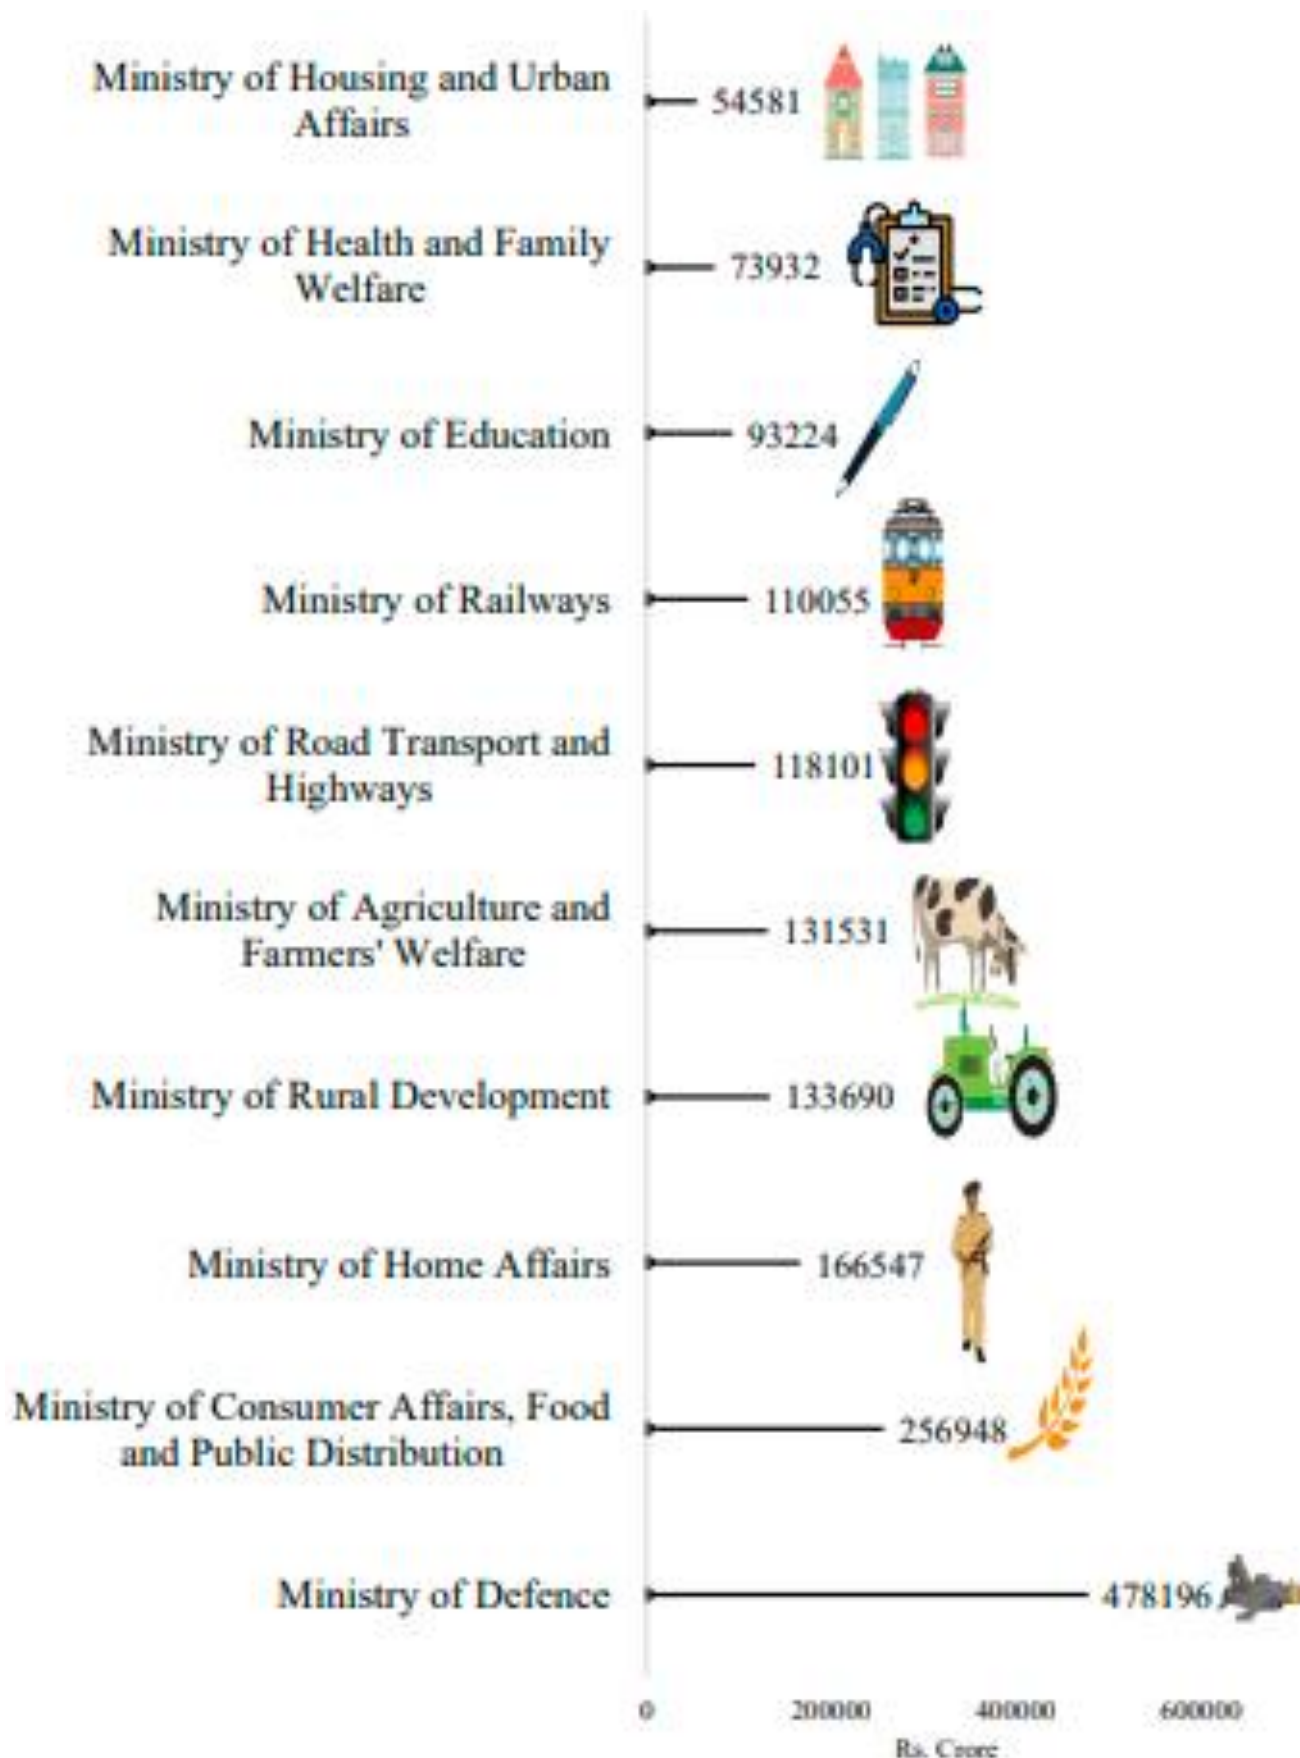 Ministry of Housing and Urban
Affairs
54581
Ministry of Health and Family
Welfare
73932
Ministry of Education
93224
Ministry of Railways
110055
Ministry of Road Transport and
Highways
118101
Ministry of Agriculture and
Farmers' Welfare
131531
Ministry of Rural Development
133690
Ministry of Home Affairs
166547
Ministry of Consumer Affairs, Food
and Public Distribution
256948
Ministry of Defence
478196
0 200000 400000 600000
Rs. Crore